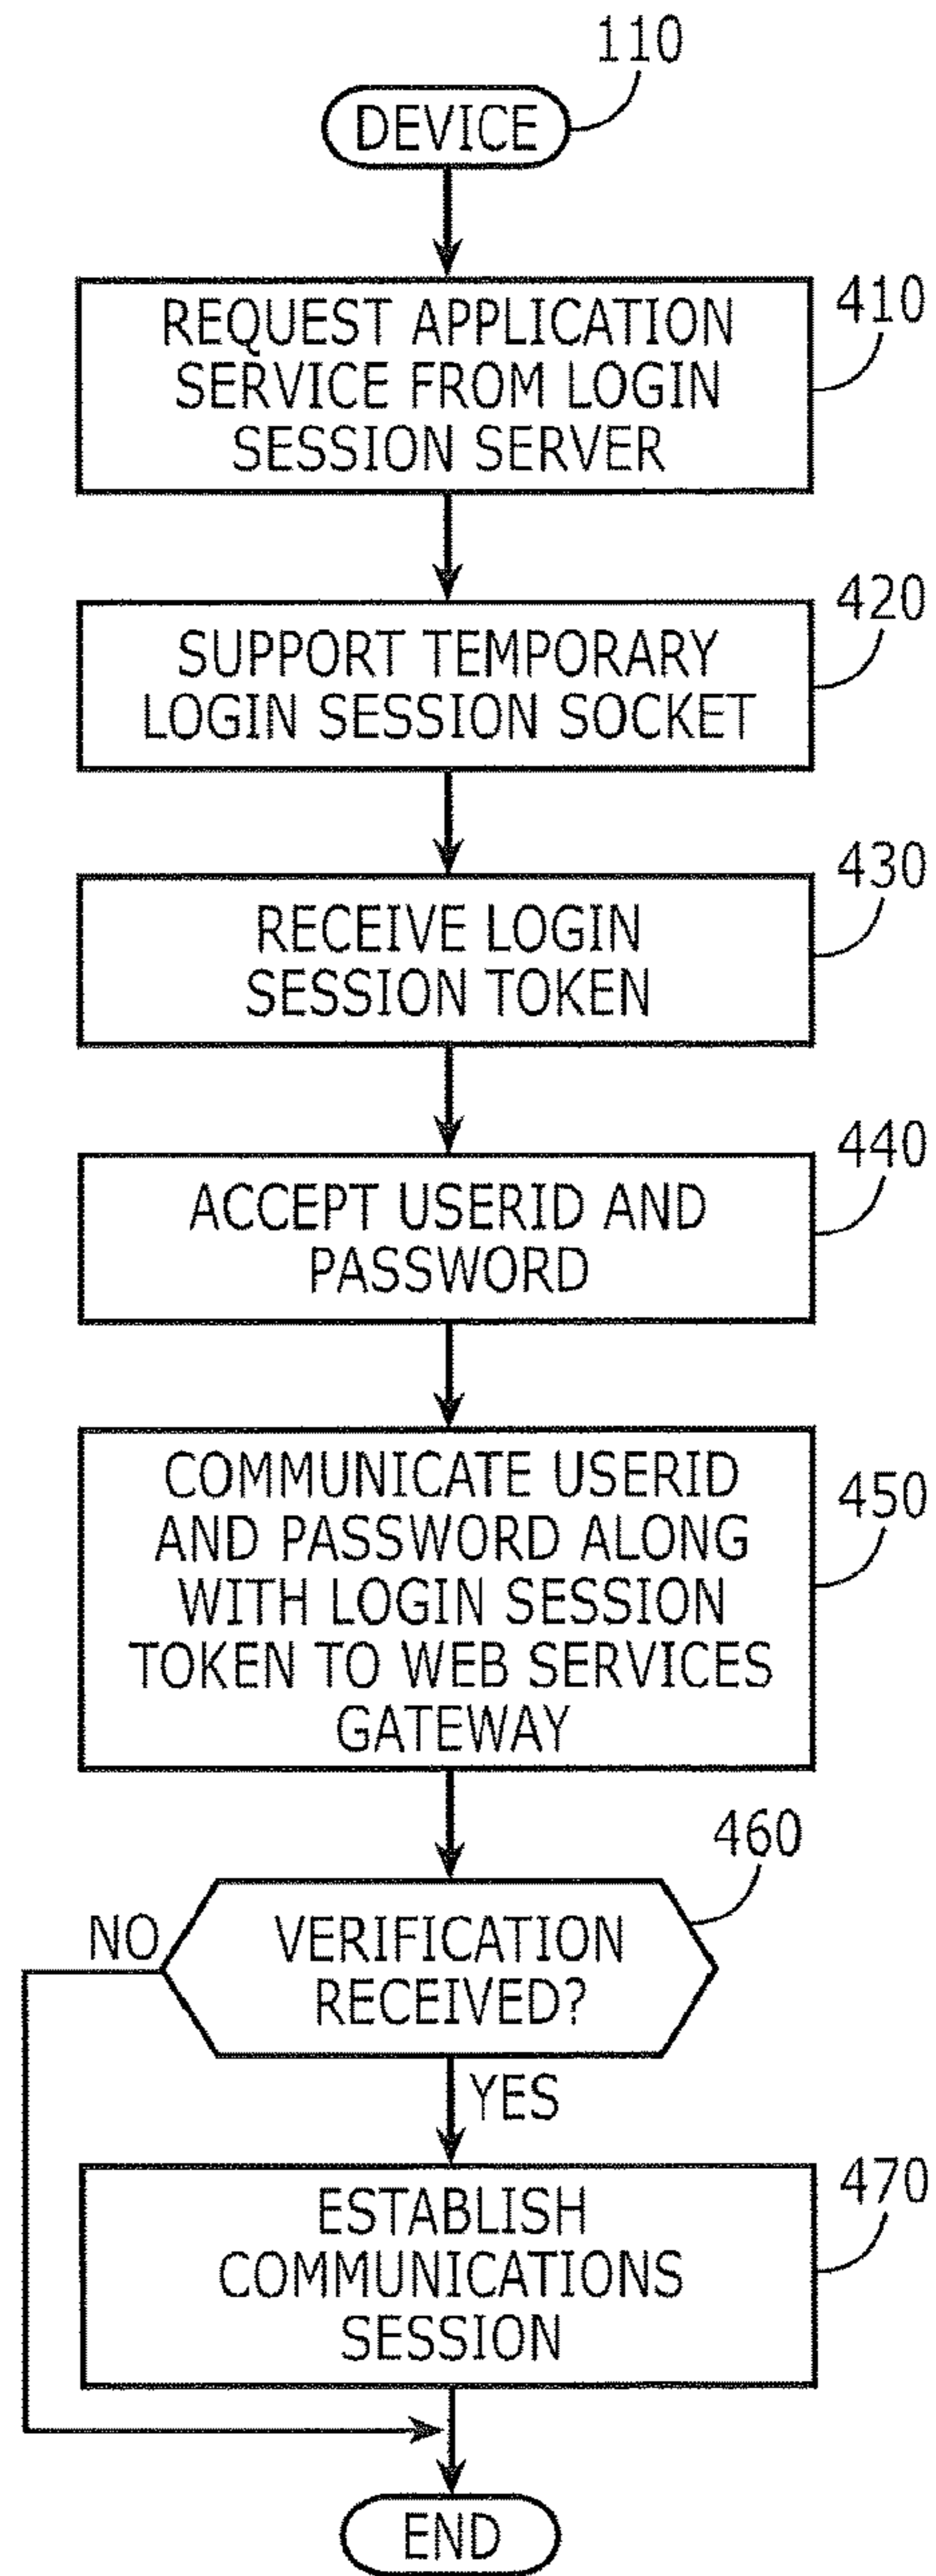 110
DEVICE
REQUEST APPLICATION
SERVICE FROM LOGIN
SESSION SERVER
410
SUPPORT TEMPORARY
LOGIN SESSION SOCKET
420
RECEIVE LOGIN
SESSION TOKEN
430
ACCEPT USERID AND
PASSWORD
440
COMMUNICATE USERID
AND PASSWORD ALONG
WITH LOGIN SESSION
TOKEN TO WEB SERVICES
GATEWAY
450
460
VERIFICATION
RECEIVED?
NO
YES
ESTABLISH
COMMUNICATIONS
SESSION
470
END